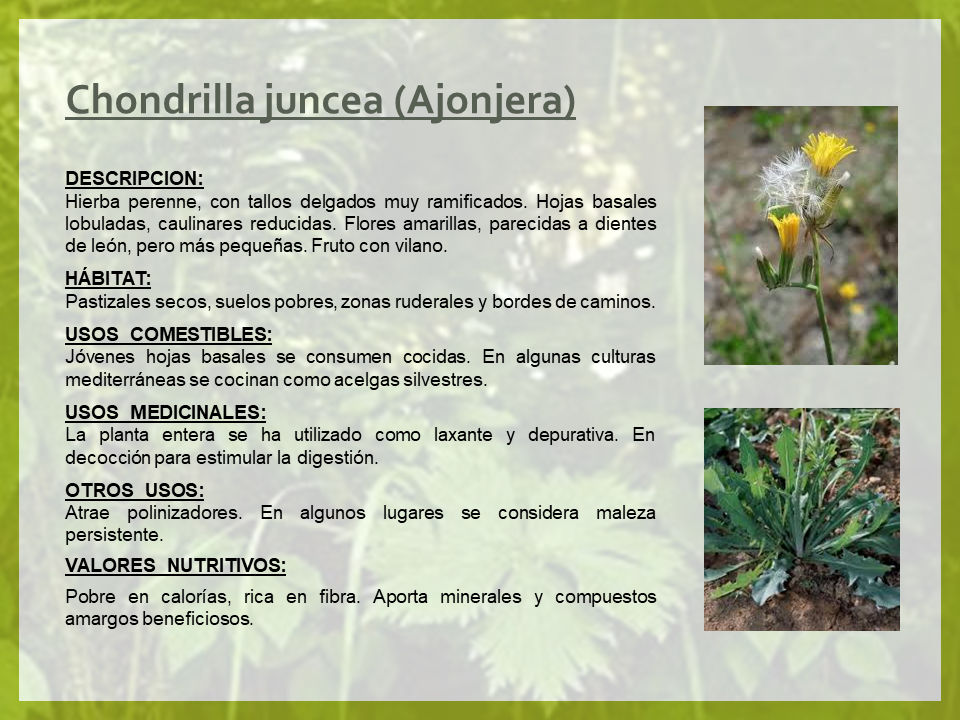 Chondrilla juncea (Ajonjera)
DESCRIPCION:
Hierba perenne, con tallos delgados muy ramificados. Hojas basales
lobuladas, caulinares reducidas. Flores amarillas, parecidas a dientes
de león, pero más pequeñas. Fruto con vilano.
HÁBITAT:
Pastizales secos, suelos pobres, zonas ruderales y bordes de caminos.
USOS COMESTIBLES:
Jóvenes hojas basales se consumen cocidas. En algunas culturas
mediterráneas se cocinan como acelgas silvestres.
USOS MEDICINALES:
La planta entera se ha utilizado como laxante y depurativa. En
decocción para estimular la digestión.
OTROS USOS:
Atrae polinizadores. En algunos lugares se considera maleza
persistente.
VALORES NUTRITIVOS:
Pobre en calorías, rica en fibra. Aporta minerales y compuestos
amargos beneficiosos.